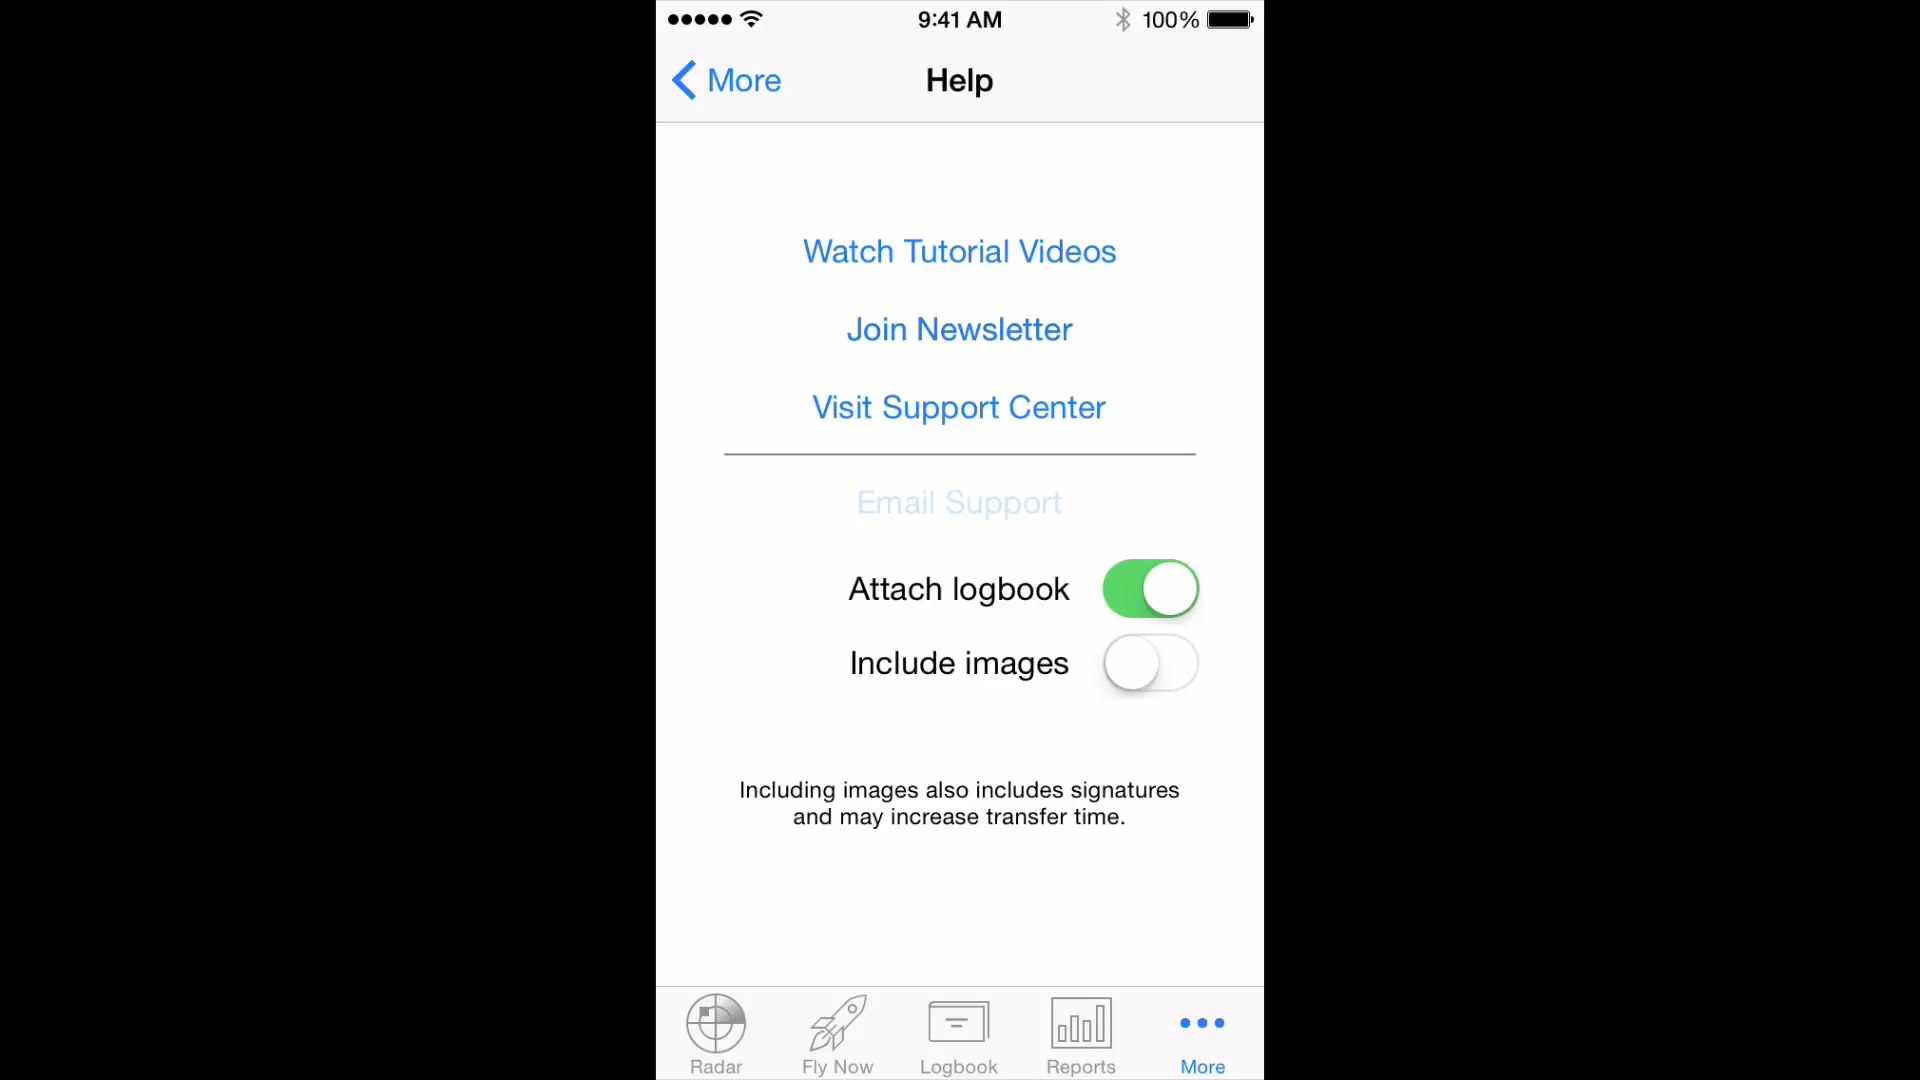 9:41 AM
100%
More
Help
Watch Tutorial Videos
Join Newsletter
Visit Support Center
Email Support
Attach logbook
Include images
Including images also includes signatures
and may increase transfer time.
Radar
Fly Now
Logbook
Reports
More